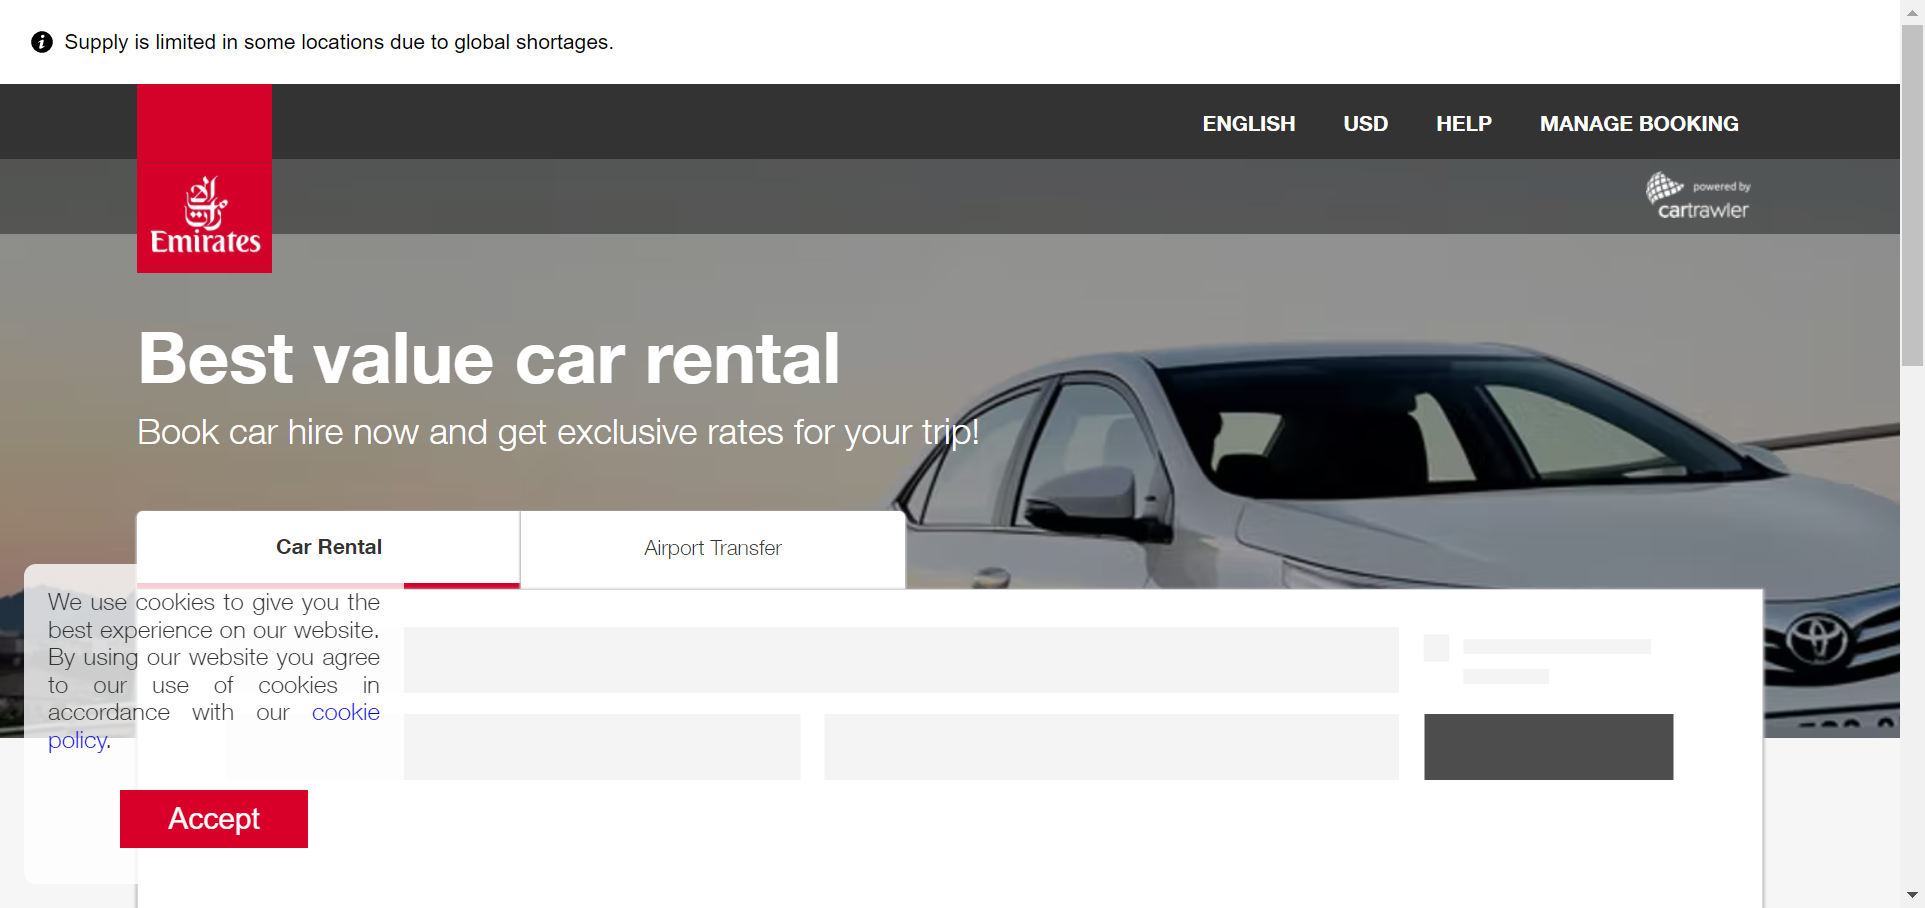 Supply is limited in some locations due to global shortages.
ENGLISH USD HELP MANAGE BOOKING
powered by
cartrawler
Emirates
Best value car rental
Book car hire now and get exclusive rates for your trip!
Car Rental
Airport Transfer
We use cookies to give you the
best experience on our website.
By using our website you agree
to our use of cookies in
accordance with our cookie
policy.
Accept